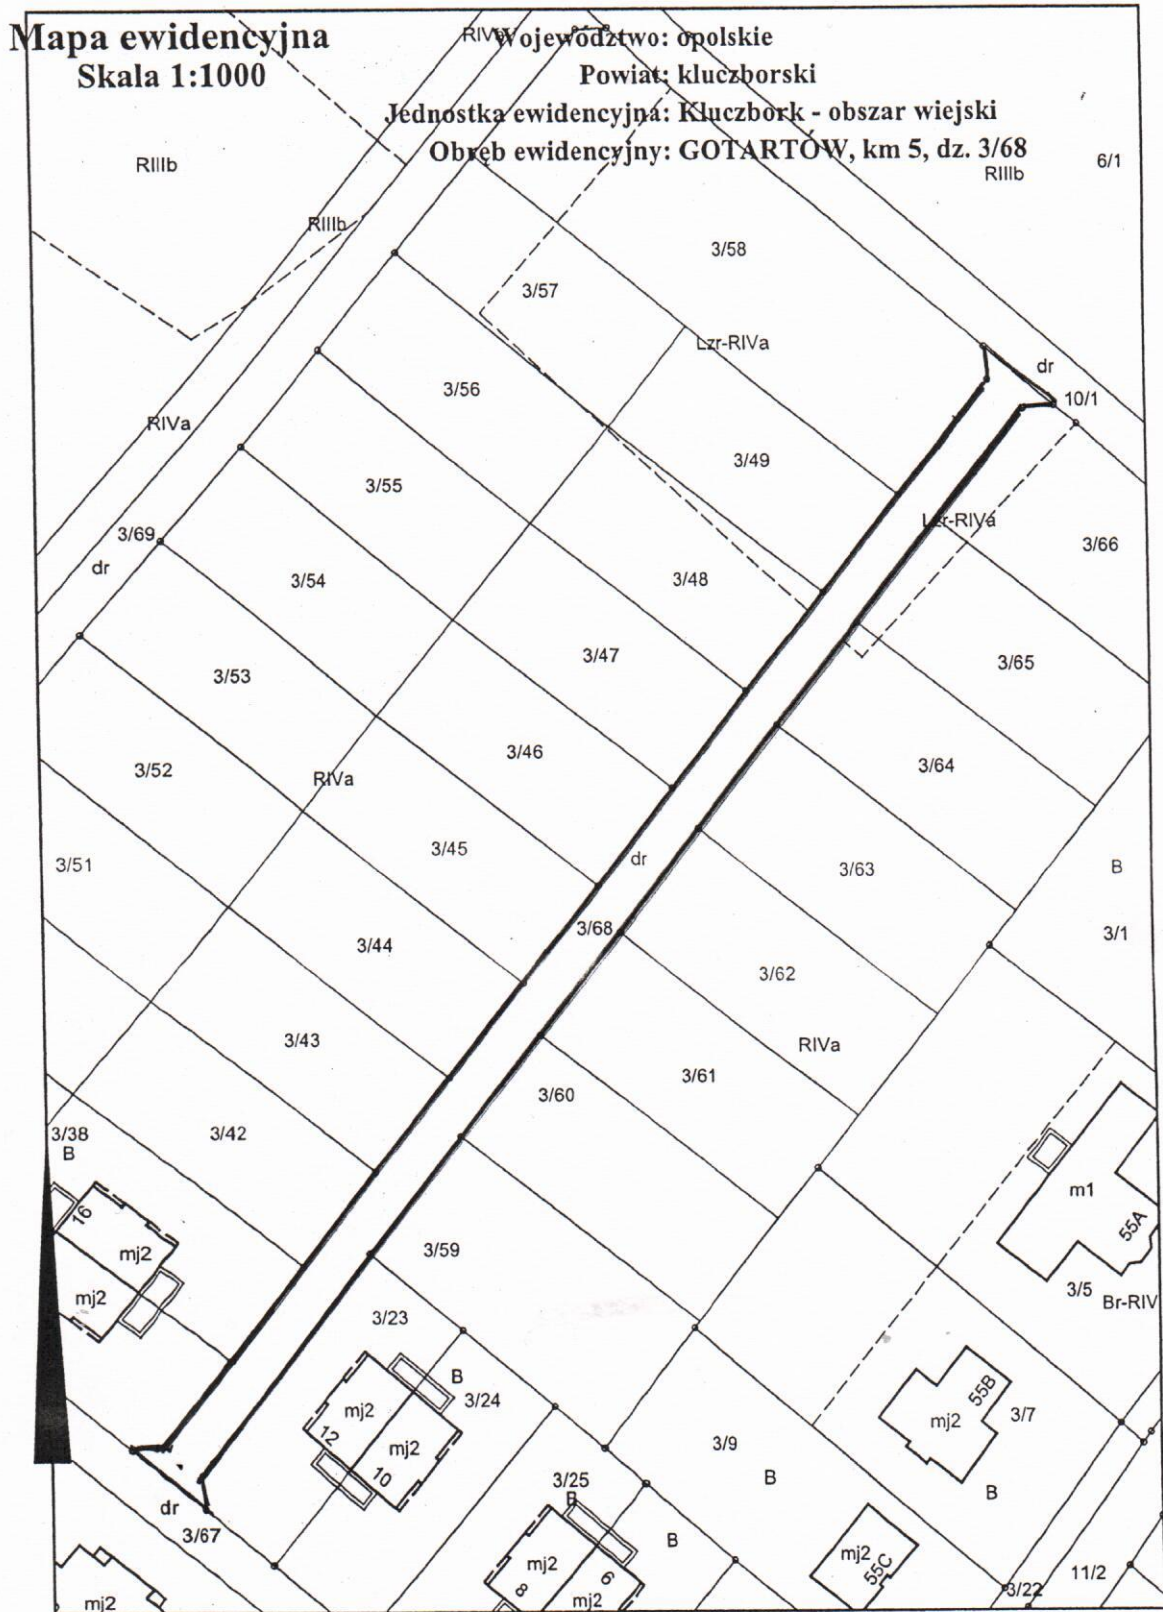 Mapa ewidencyjna
Skala 1:1000
Województwo: opolskie
Powiat: kluczborski
Jednostka ewidencyjna: Kluczbork - obszar wiejski
Obręb ewidencyjny: GOTARTÓW, km 5, dz. 3/68
RIVa
RIIIb
RIIIb
6/1
RIIIb
3/58
3/57
Lzr-RIVa
dr
10/1
3/56
RIVa
3/49
3/55
Lzr-RIVa
3/69
3/66
dr
3/54
3/48
3/47
3/65
3/53
3/46
3/64
3/52
RIVa
3/45
dr
3/51
3/63
B
3/68
3/1
3/44
3/62
3/43
RIVa
3/61
3/60
3/38
B
3/42
m1
16
mj2
55A
3/59
mj2
3/5
Br-RIV
3/23
B
3/24
55B
mj2
mj2
3/7
12
mj2
3/9
10
B
3/25
B
B
dr
3/67
B
mj2
mj2
55C
8
6
mj2
mj2
3/22
11/2